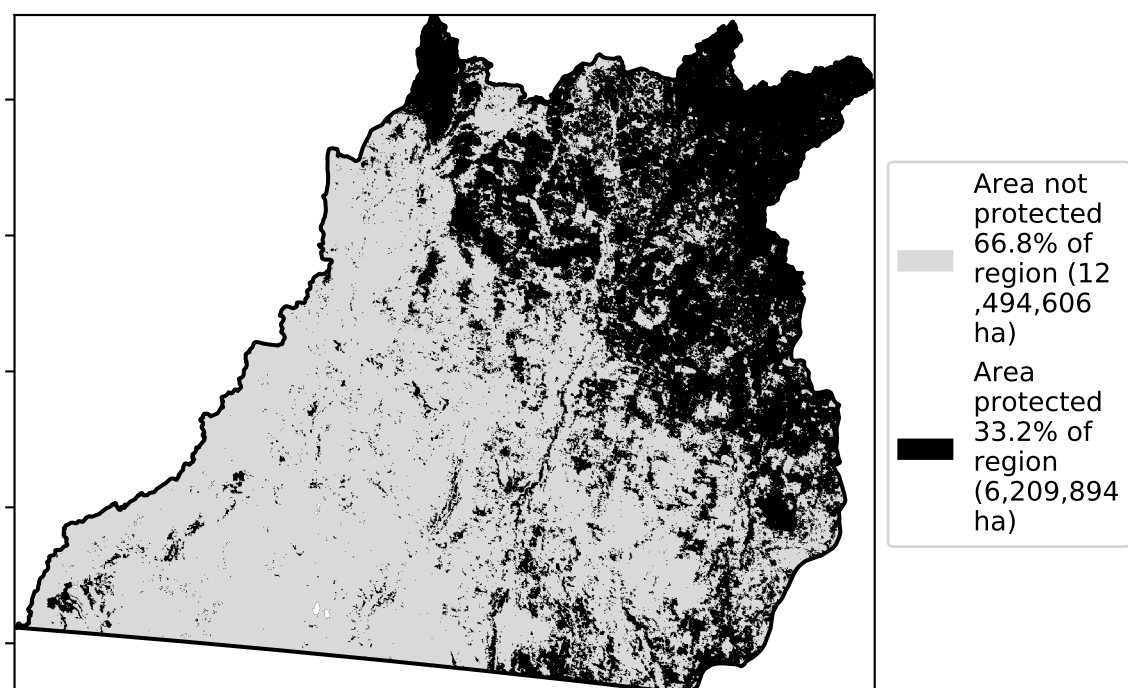 Area not
protected
66.8% of
region (12
,494,606
ha)
Area
protected
33.2% of
region
(6,209,894
ha)